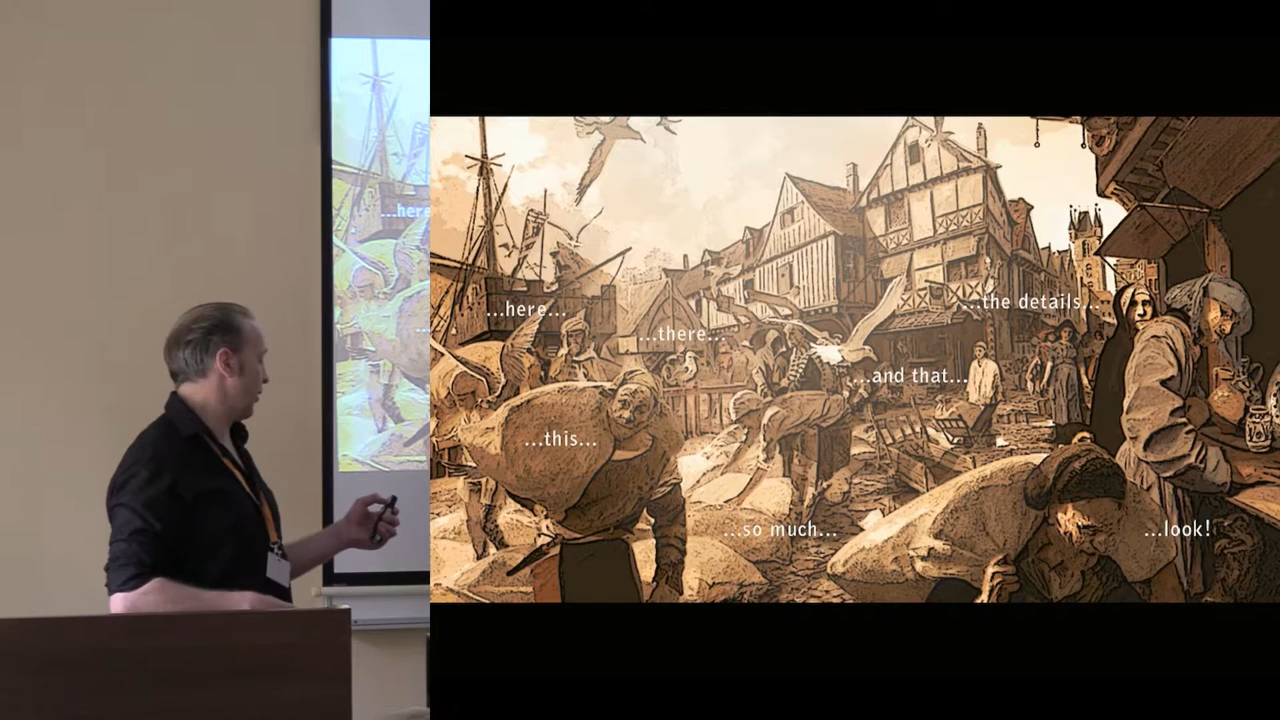 ...here
...here...
...the details...
...there...
...and that...
...this...
...so much...
...look!